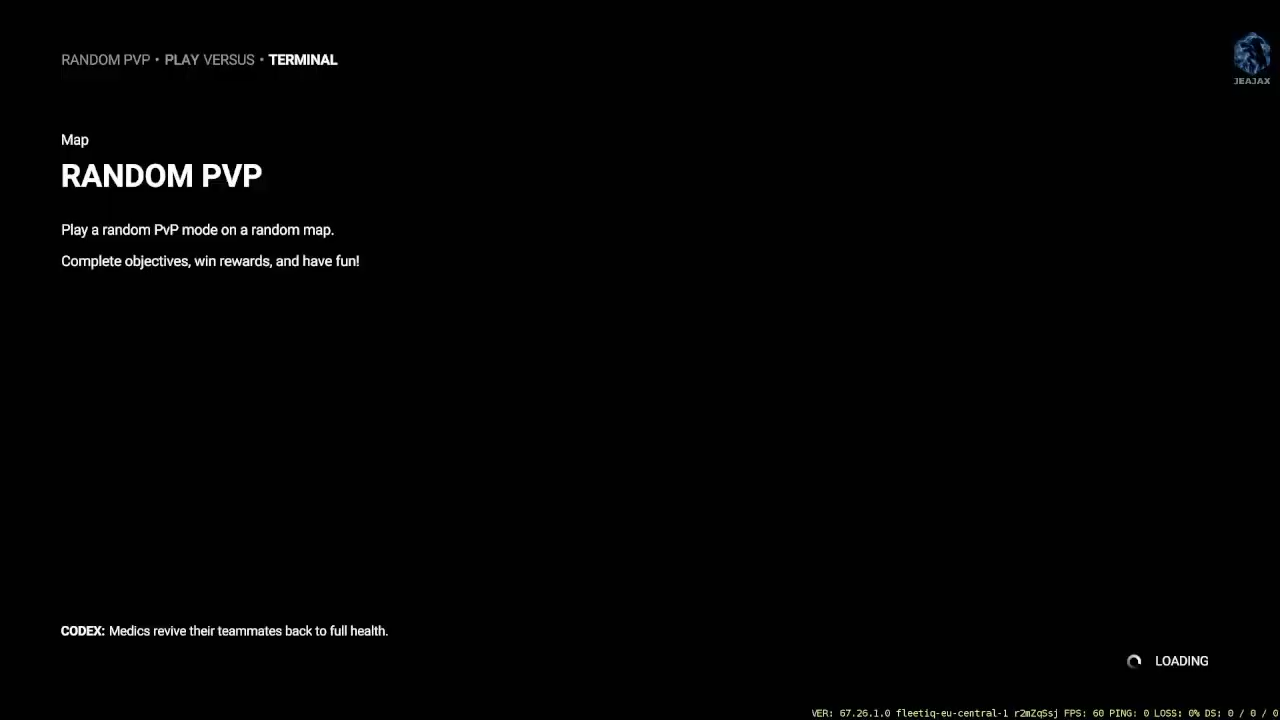 RANDOM PVP • PLAY VERSUS • TERMINAL
JEAJAX
Map
RANDOM PVP
Play a random PvP mode on a random map.
Complete objectives, win rewards, and have fun!
CODEX: Medics revive their teammates back to full health.
LOADING
VER: 67.26.1.0 fleetiq-eu-central-1 r2mZqSsj FPS: 60 PING: 0 LOSS: 0% DS: 0 / 0 / 0